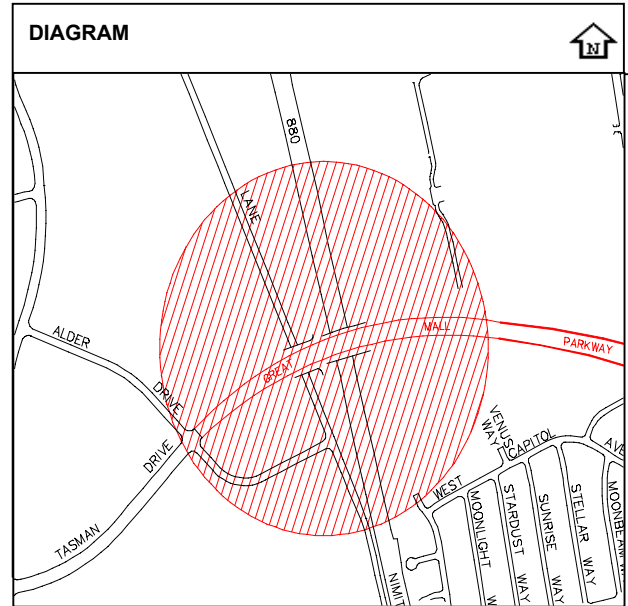 DIAGRAM
N
880
LANE
MALL
GREAT
PARKWAY
ALDER
DRIVE
DRIVE
TASMAN
VENUS
WAY
CAPITOL
AVE
WEST
MOONLIGHT W
STARDUST WAY
SUNRISE WAY
STELLAR WAY
MOONBEAM W
NIMIT